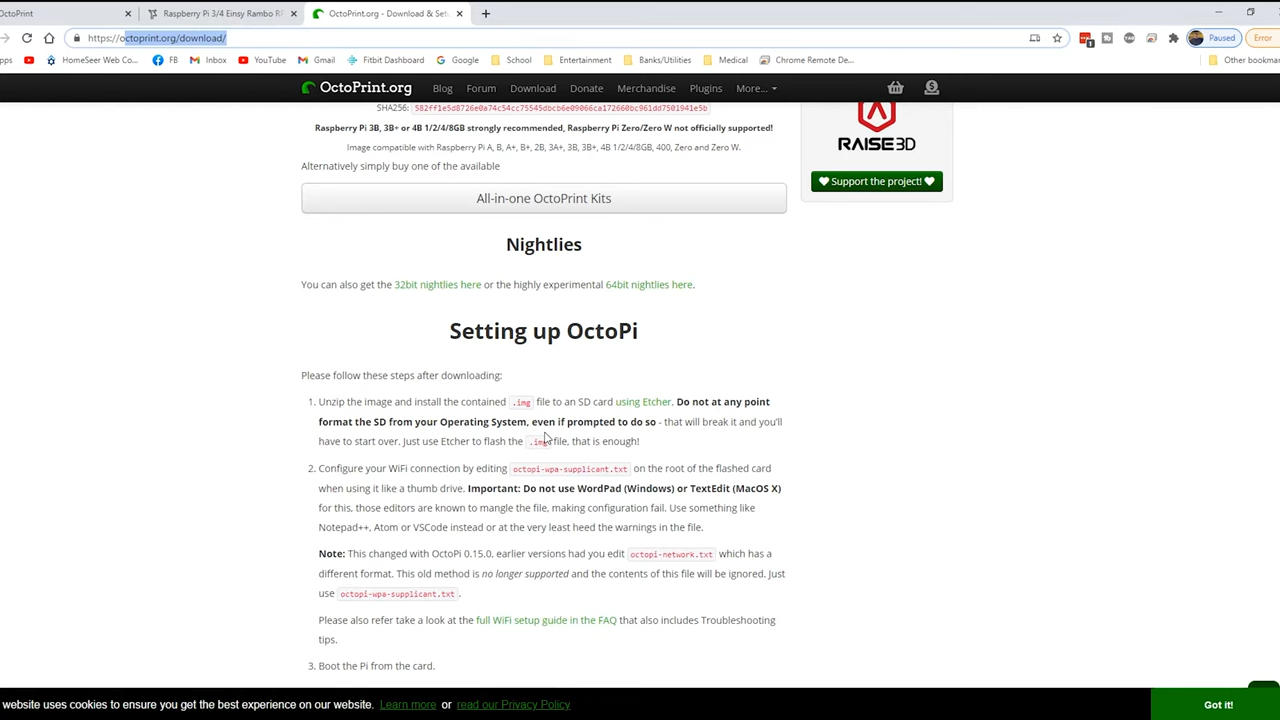 OctoPrint
Raspberry Pi 3/4 Einsy Rambo RP
OctoPrint.org - Download & Set
https://octoprint.org/download/
Paused
Error
pps
HomeSeer Web Co...
FB
Inbox
YouTube
Gmail
Fitbit Dashboard
Google
School
Entertainment
Banks/Utilities
Medical
Chrome Remote De...
Other bookmar
OctoPrint.org
Blog
Forum
Download
Donate
Merchandise
Plugins
More...
SHA256: 582ff1e5d8726e0a74c54cc75545dbcb6e09066ca172660bc961dd7501941e5b
Raspberry Pi 3B, 3B+ or 4B 1/2/4/8GB strongly recommended, Raspberry Pi Zero/Zero W not officially supported!
Image compatible with Raspberry Pi A, B, A+, B+, 2B, 3A+, 3B, 3B+, 4B 1/2/4/8GB, 400, Zero and Zero W.
Alternatively simply buy one of the available
All-in-one OctoPrint Kits
RAISE3D
Support the project!
Nightlies
You can also get the 32bit nightlies here or the highly experimental 64bit nightlies here.
Setting up OctoPi
Please follow these steps after downloading:
1. Unzip the image and install the contained .img file to an SD card using Etcher. Do not at any point
format the SD from your Operating System, even if prompted to do so - that will break it and you'll
have to start over. Just use Etcher to flash the .img file, that is enough!
2. Configure your WiFi connection by editing octopi-wpa-supplicant.txt on the root of the flashed card
when using it like a thumb drive. Important: Do not use WordPad (Windows) or TextEdit (MacOS X)
for this, those editors are known to mangle the file, making configuration fail. Use something like
Notepad++, Atom or VSCode instead or at the very least heed the warnings in the file.
Note: This changed with OctoPi 0.15.0, earlier versions had you edit octopi-network.txt which has a
different format. This old method is no longer supported and the contents of this file will be ignored. Just
use octopi-wpa-supplicant.txt.
Please also refer take a look at the full WiFi setup guide in the FAQ that also includes Troubleshooting
tips.
3. Boot the Pi from the card.
website uses cookies to ensure you get the best experience on our website. Learn more or read our Privacy Policy
Got it!